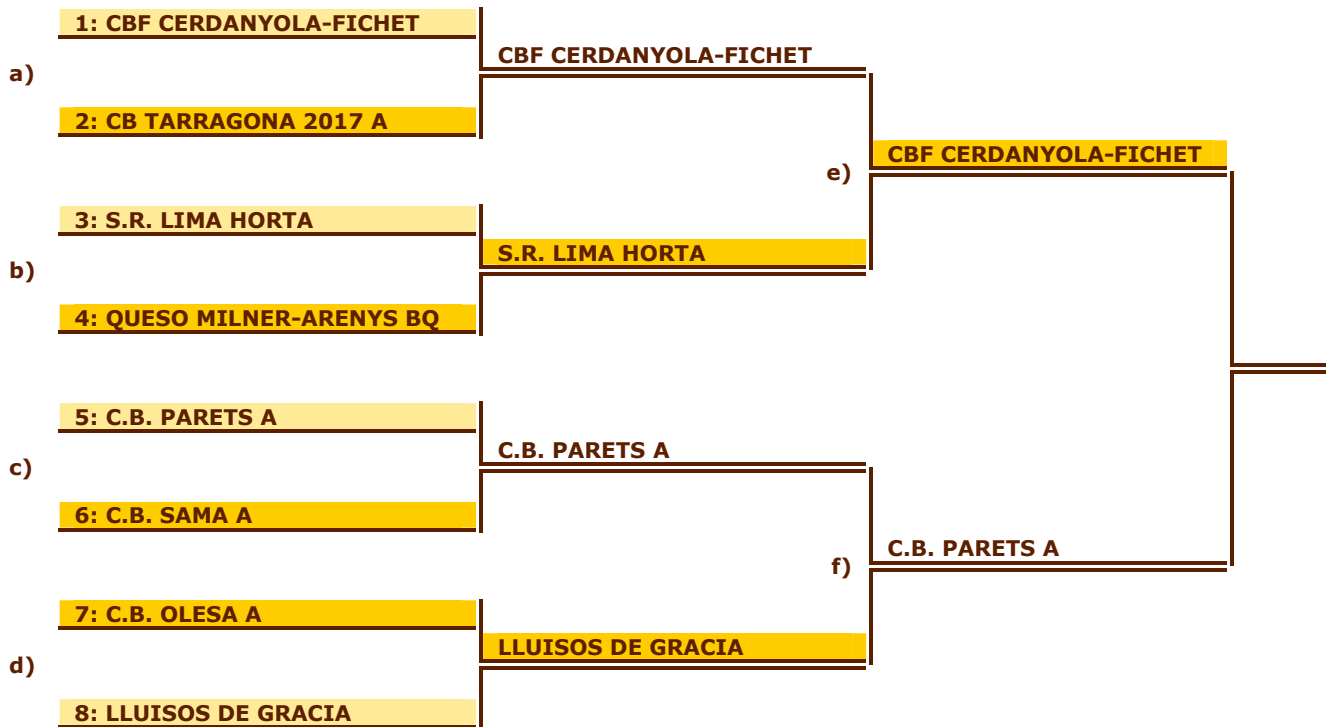 1: CBF CERDANYOLA-FICHET
CBF CERDANYOLA-FICHET
a)
2: CB TARRAGONA 2017 A
CBF CERDANYOLA-FICHET
e)
3: S.R. LIMA HORTA
S.R. LIMA HORTA
b)
4: QUESO MILNER-ARENYS BQ
5: C.B. PARETS A
C.B. PARETS A
c)
6: C.B. SAMA A
C.B. PARETS A
f)
7: C.B. OLESA A
LLUISOS DE GRACIA
d)
8: LLUISOS DE GRACIA